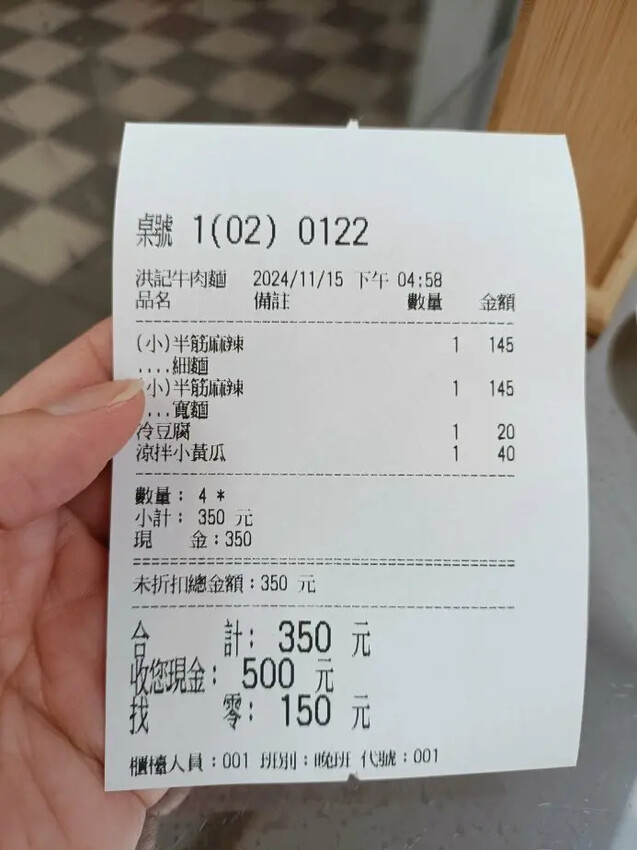 桌號 1(02) 0122
洪記牛肉麵 2024/11/15 下午 04:58
品名 備註 數量 金額
(小)半筋麻辣 1 145
....細麵
(小)半筋麻辣 1 145
....寬麵
冷豆腐 1 20
涼拌小黃瓜 1 40
數量： 4 *
小計： 350 元
現 金：350
未折扣總金額：350 元
合 計： 350 元
收您現金： 500 元
找 零： 150 元
櫃檯人員：001 班別：晚班 代號：001